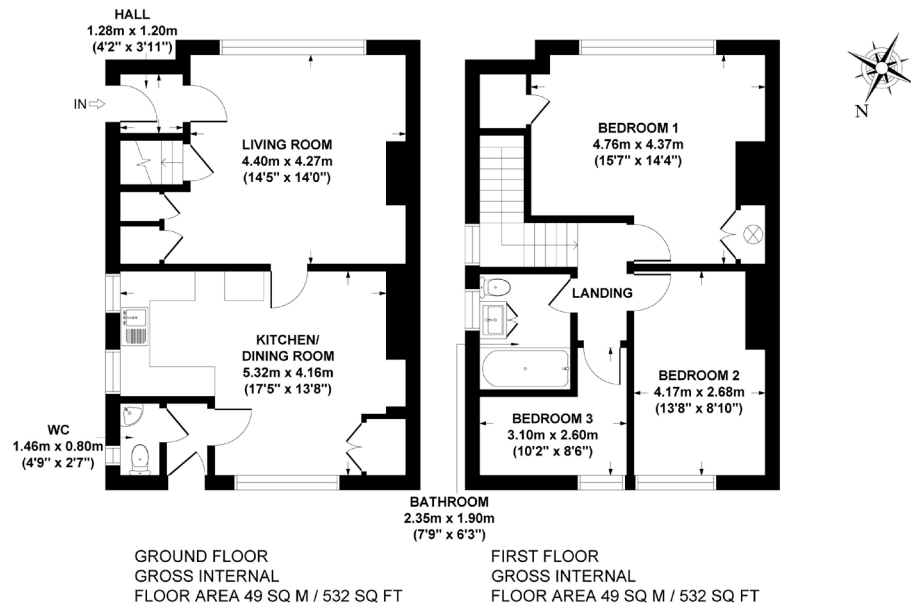 HALL
1.28m x 1.20m
(4'2" x 3'11")
IN
LIVING ROOM
4.40m x 4.27m
(14'5" x 14'0")
KITCHEN/
DINING ROOM
5.32m x 4.16m
(17'5" x 13'8")
WC
1.46m x 0.80m
(4'9" x 2'7")
GROUND FLOOR
GROSS INTERNAL
FLOOR AREA 49 SQ M / 532 SQ FT
BEDROOM 1
4.76m x 4.37m
(15'7" x 14'4")
LANDING
BEDROOM 2
4.17m x 2.68m
(13'8" x 8'10")
BEDROOM 3
3.10m x 2.60m
(10'2" x 8'6")
BATHROOM
2.35m x 1.90m
(7'9" x 6'3")
FIRST FLOOR
GROSS INTERNAL
FLOOR AREA 49 SQ M / 532 SQ FT
N